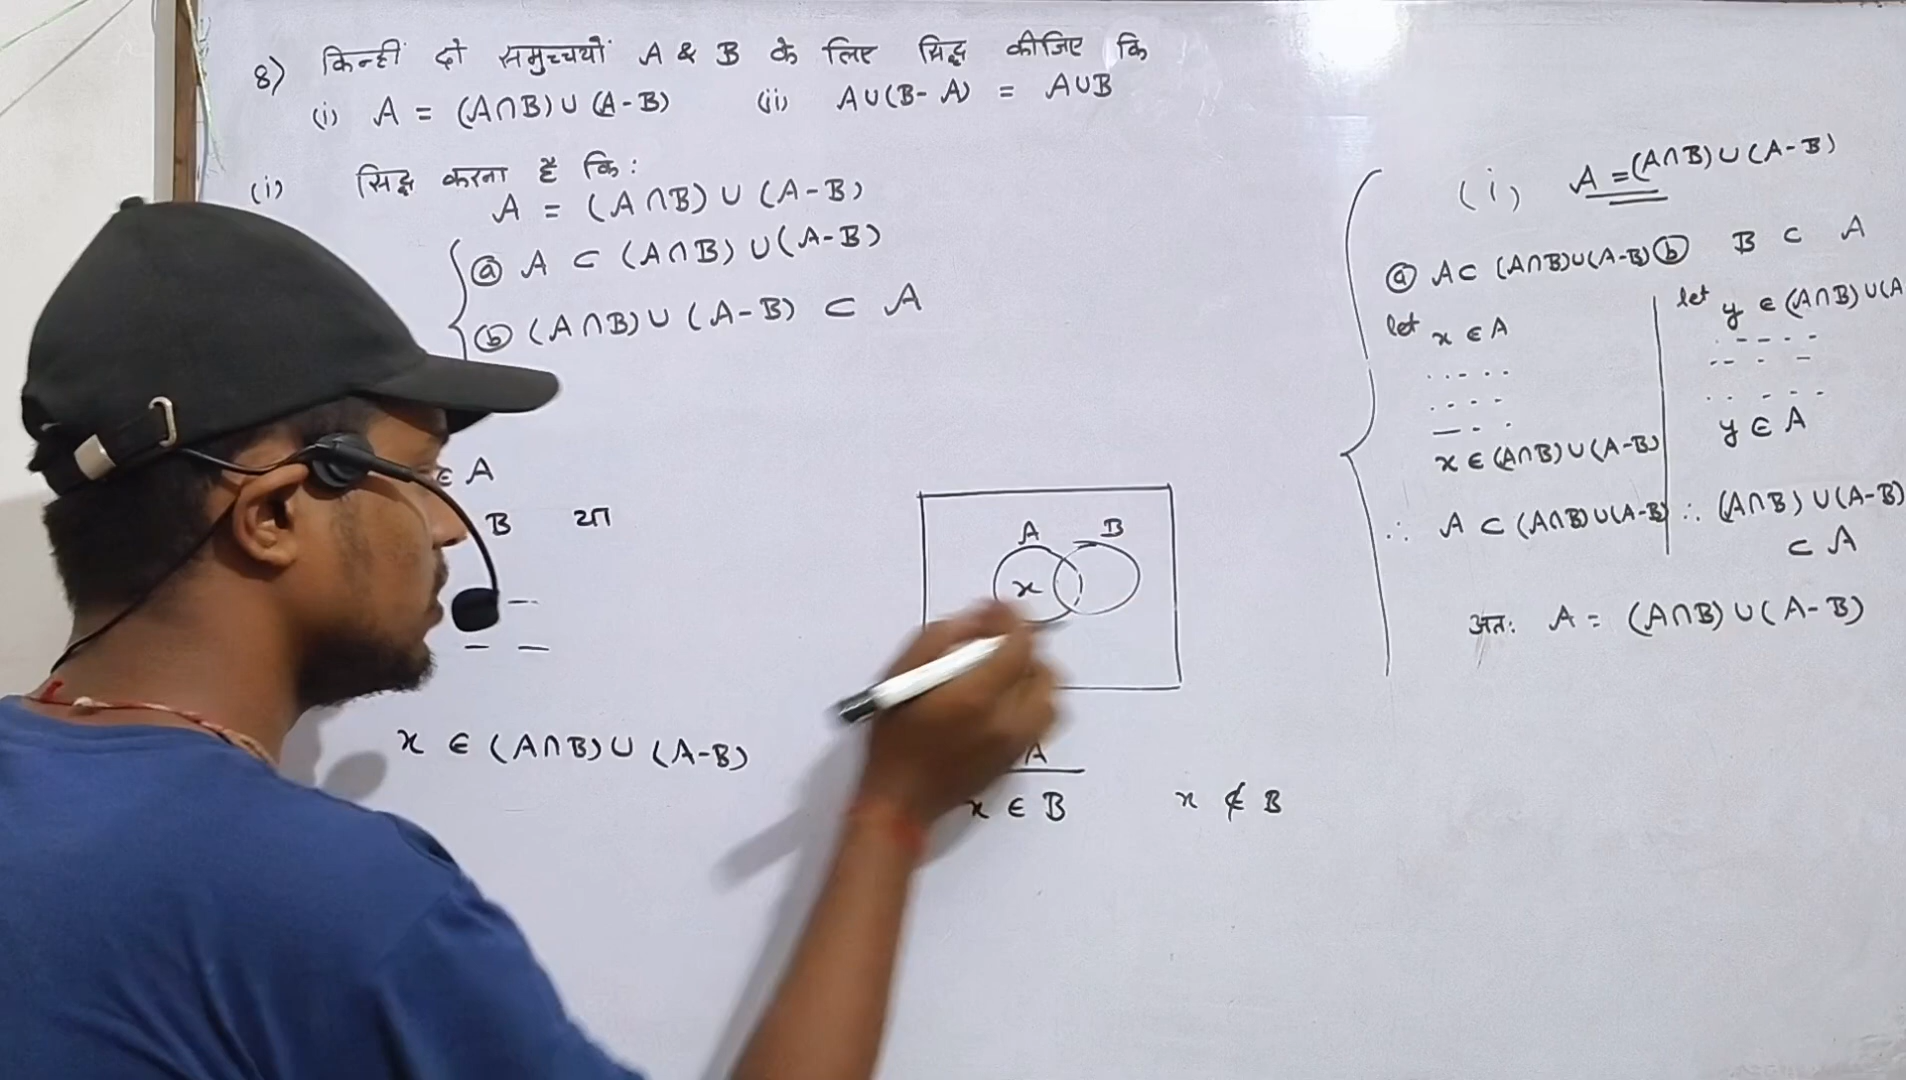 8) किन्हीं दो समुच्चयों A & B के लिए सिद्ध कीजिए कि
(i) A = (A∩B)∪(A-B) (ii) A∪(B-A) = A∪B
(i) सिद्ध करना है कि:
A = (A∩B)∪(A-B)
ⓐ A ⊂ (A∩B)∪(A-B)
ⓑ (A∩B)∪(A-B) ⊂ A
∈ A
B या
x ∈ (A∩B)∪(A-B)
A B
x
A
x ∈ B x ∉ B
(i) A = (A∩B)∪(A-B)
ⓐ A ⊂ (A∩B)∪(A-B) ⓑ B ⊂ A
let x ∈ A let y ∈ (A∩B)∪(A
x ∈ (A∩B)∪(A-B) y ∈ A
∴ A ⊂ (A∩B)∪(A-B) ∴ (A∩B)∪(A-B)
⊂ A
अतः A = (A∩B)∪(A-B)